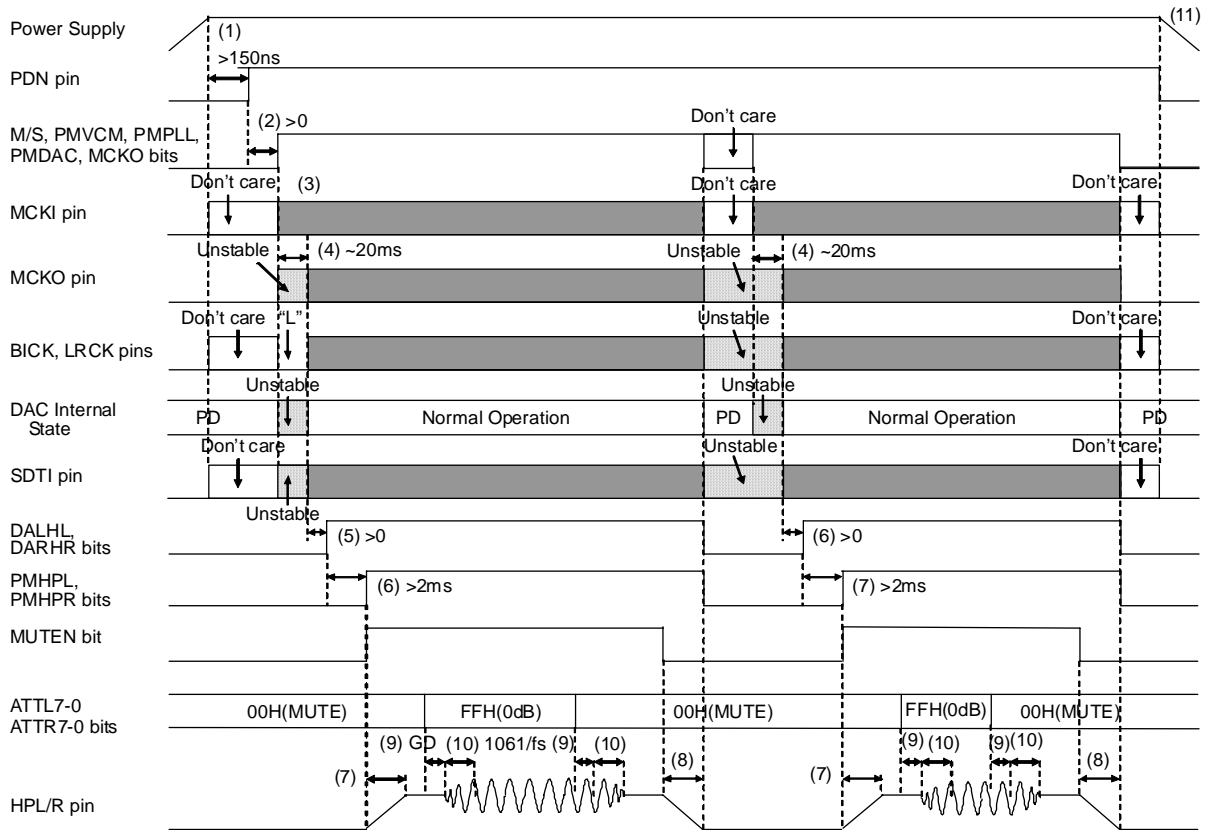 Power Supply
(1)
(11)
>150ns
PDN pin
(2) >0
Don't care
M/S, PMVCM, PMPLL,
PMDAC, MCKO bits
Don't care
(3)
Don't care
Don't care
MCKI pin
Unstable
(4) ~20ms
Unstable
(4) ~20ms
MCKO pin
Don't care
"L"
Unstable
Don't care
BICK, LRCK pins
Unstable
Unstable
DAC Internal
State
PD
Normal Operation
PD
Normal Operation
PD
Don't care
Unstable
Don't care
SDTI pin
Unstable
DALHL,
DARHR bits
(5) >0
(6) >0
PMHPL,
PMHPR bits
(6) >2ms
(7) >2ms
MUTEN bit
ATTL7-0
ATTR7-0 bits
00H(MUTE)
FFH(0dB)
00H(MUTE)
FFH(0dB)
00H(MUTE)
(9) GD
(10) 1061/fs
(9)
(10)
(8)
(9)
(10)
(9)
(10)
(8)
(7)
(7)
HPL/R pin